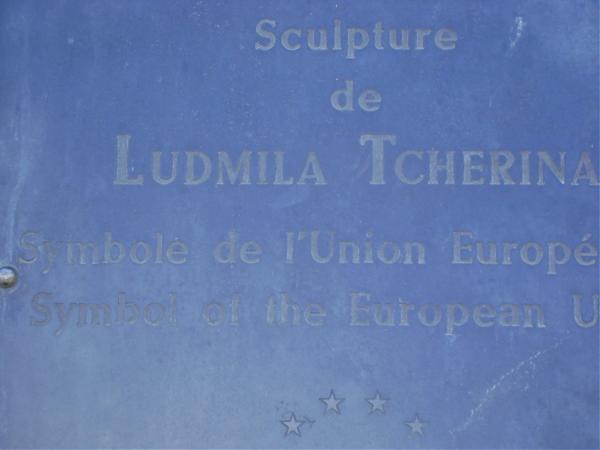 Sculpture
de
LUDMILA TCHERINA
Symbole de l'Union Europé
Symbol of the European U